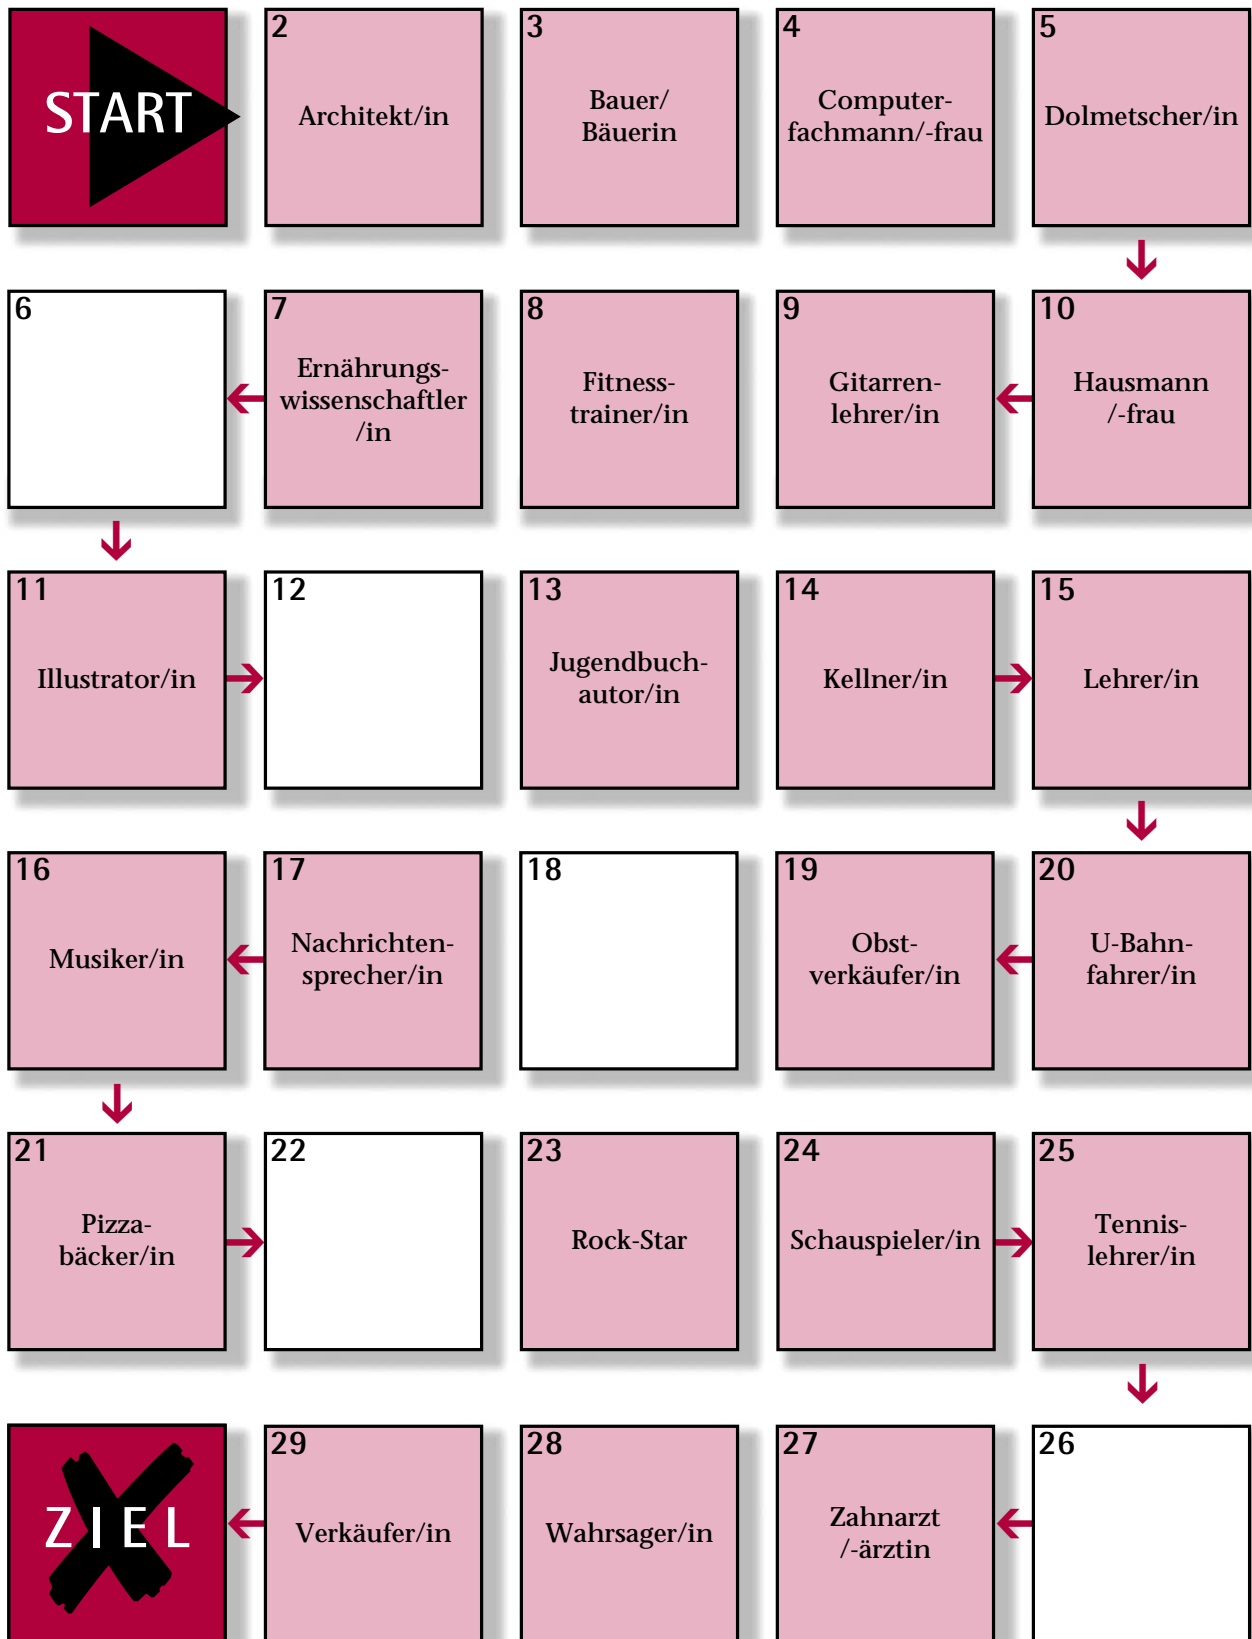 START
2
Architekt/in
3
Bauer/
Bäuerin
4
Computer-
fachmann/-frau
5
Dolmetscher/in
6
7
Ernährungs-
wissenschaftler
/in
8
Fitness-
trainer/in
9
Gitarren-
lehrer/in
10
Hausmann
/-frau
11
Illustrator/in
12
13
Jugendbuch-
autor/in
14
Kellner/in
15
Lehrer/in
16
Musiker/in
17
Nachrichten-
sprecher/in
18
19
Obst-
verkäufer/in
20
U-Bahn-
fahrer/in
21
Pizza-
bäcker/in
22
23
Rock-Star
24
Schauspieler/in
25
Tennis-
lehrer/in
ZIEL
29
Verkäufer/in
28
Wahrsager/in
27
Zahnarzt
/-ärztin
26